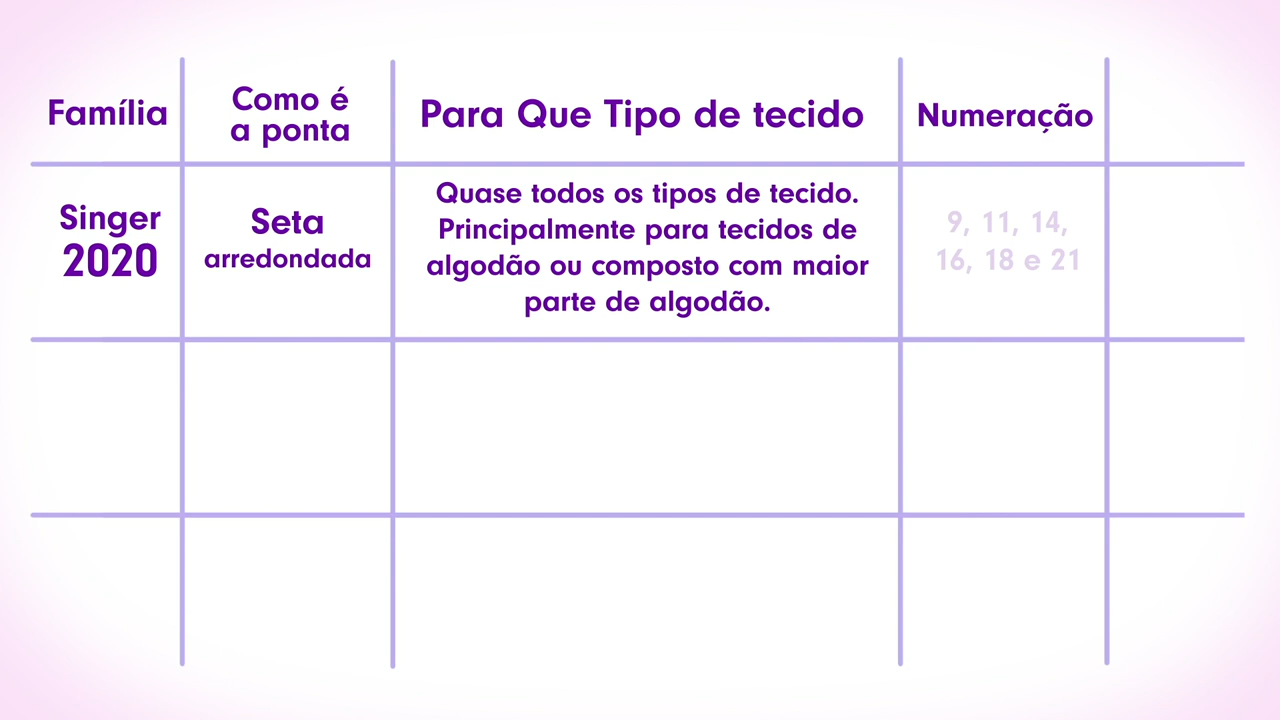 Família
Como é
a ponta
Para Que Tipo de tecido
Numeração
Singer
2020
Seta
arredondada
Quase todos os tipos de tecido.
Principalmente para tecidos de
algodão ou composto com maior
parte de algodão.
9, 11, 14,
16, 18 e 21